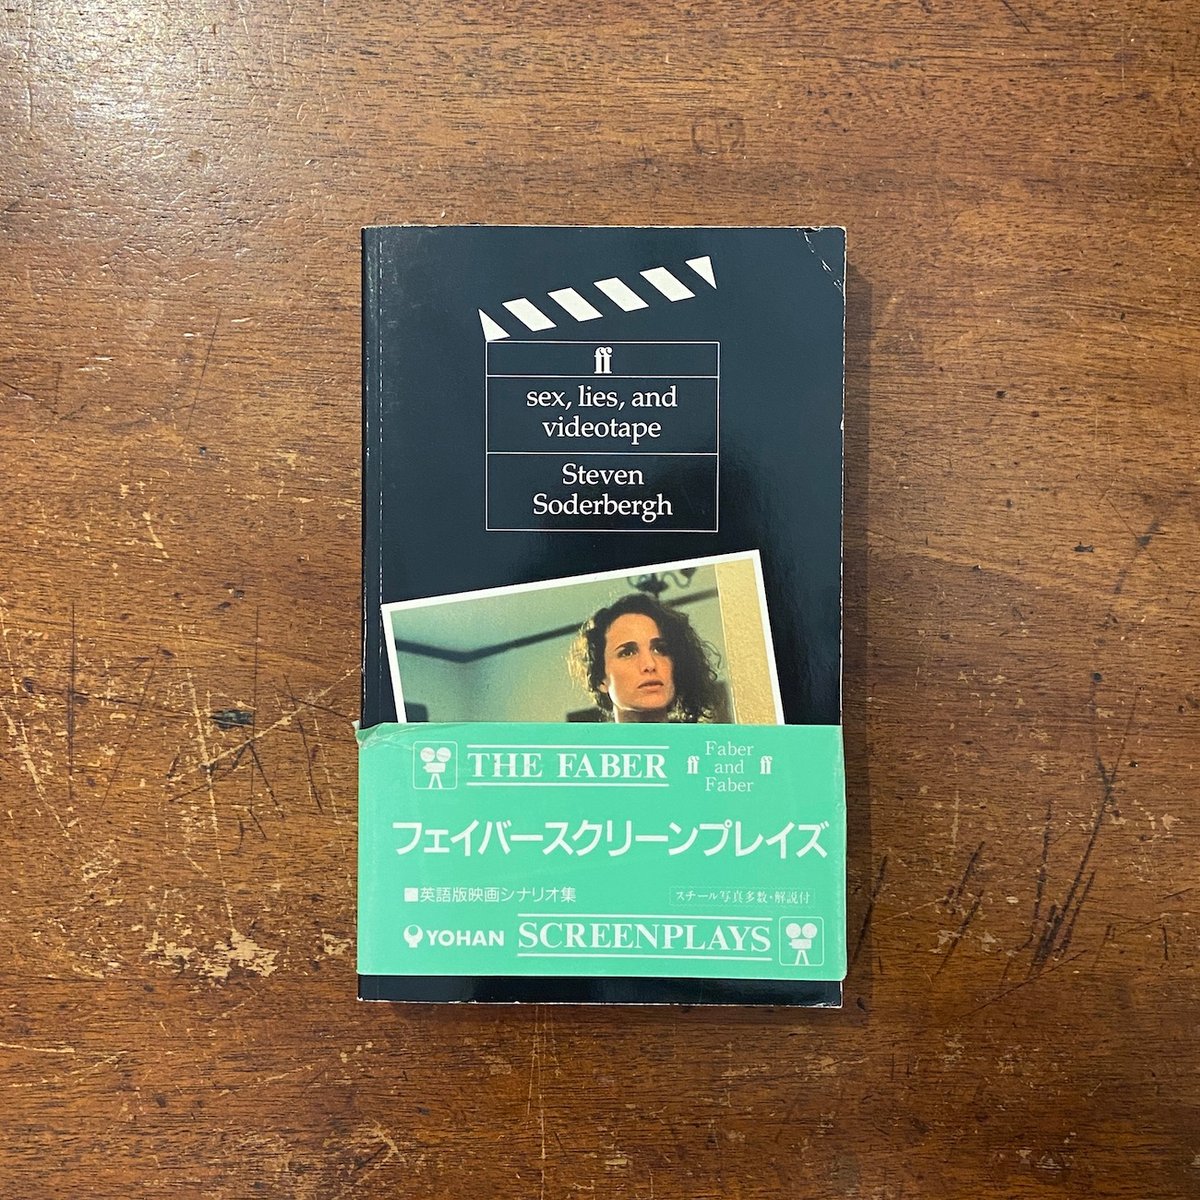 ff
sex, lies, and
videotape
Steven
Soderbergh
THE FABER
ff Faber and Faber ff
フェイバースクリーンプレイズ
■英語版映画シナリオ集
スチール写真多数・解説付
YOHAN
SCREENPLAYS